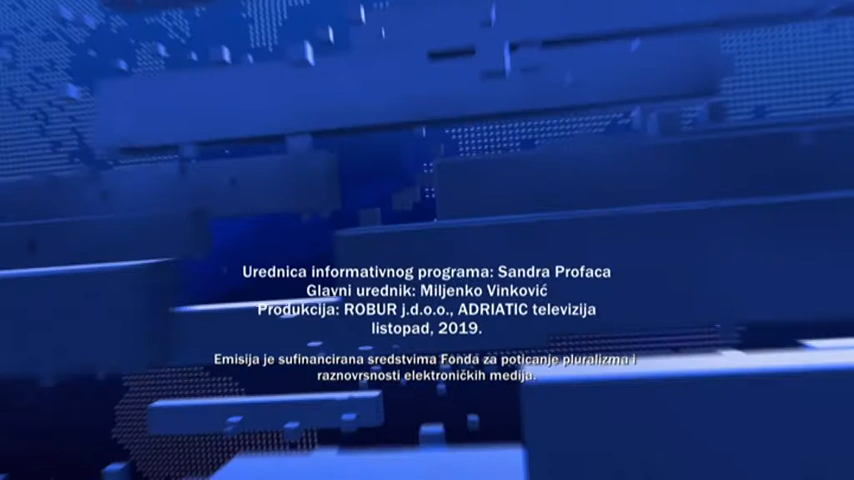 Urednica informativnog programa: Sandra Profaca
Glavni urednik: Miljenko Vinković
Produkcija: ROBUR j.d.o.o., ADRIATIC televizija
listopad, 2019.
Emisija je sufinancirana sredstvima Fonda za poticanje pluralizma i
raznovrsnosti elektroničkih medija.